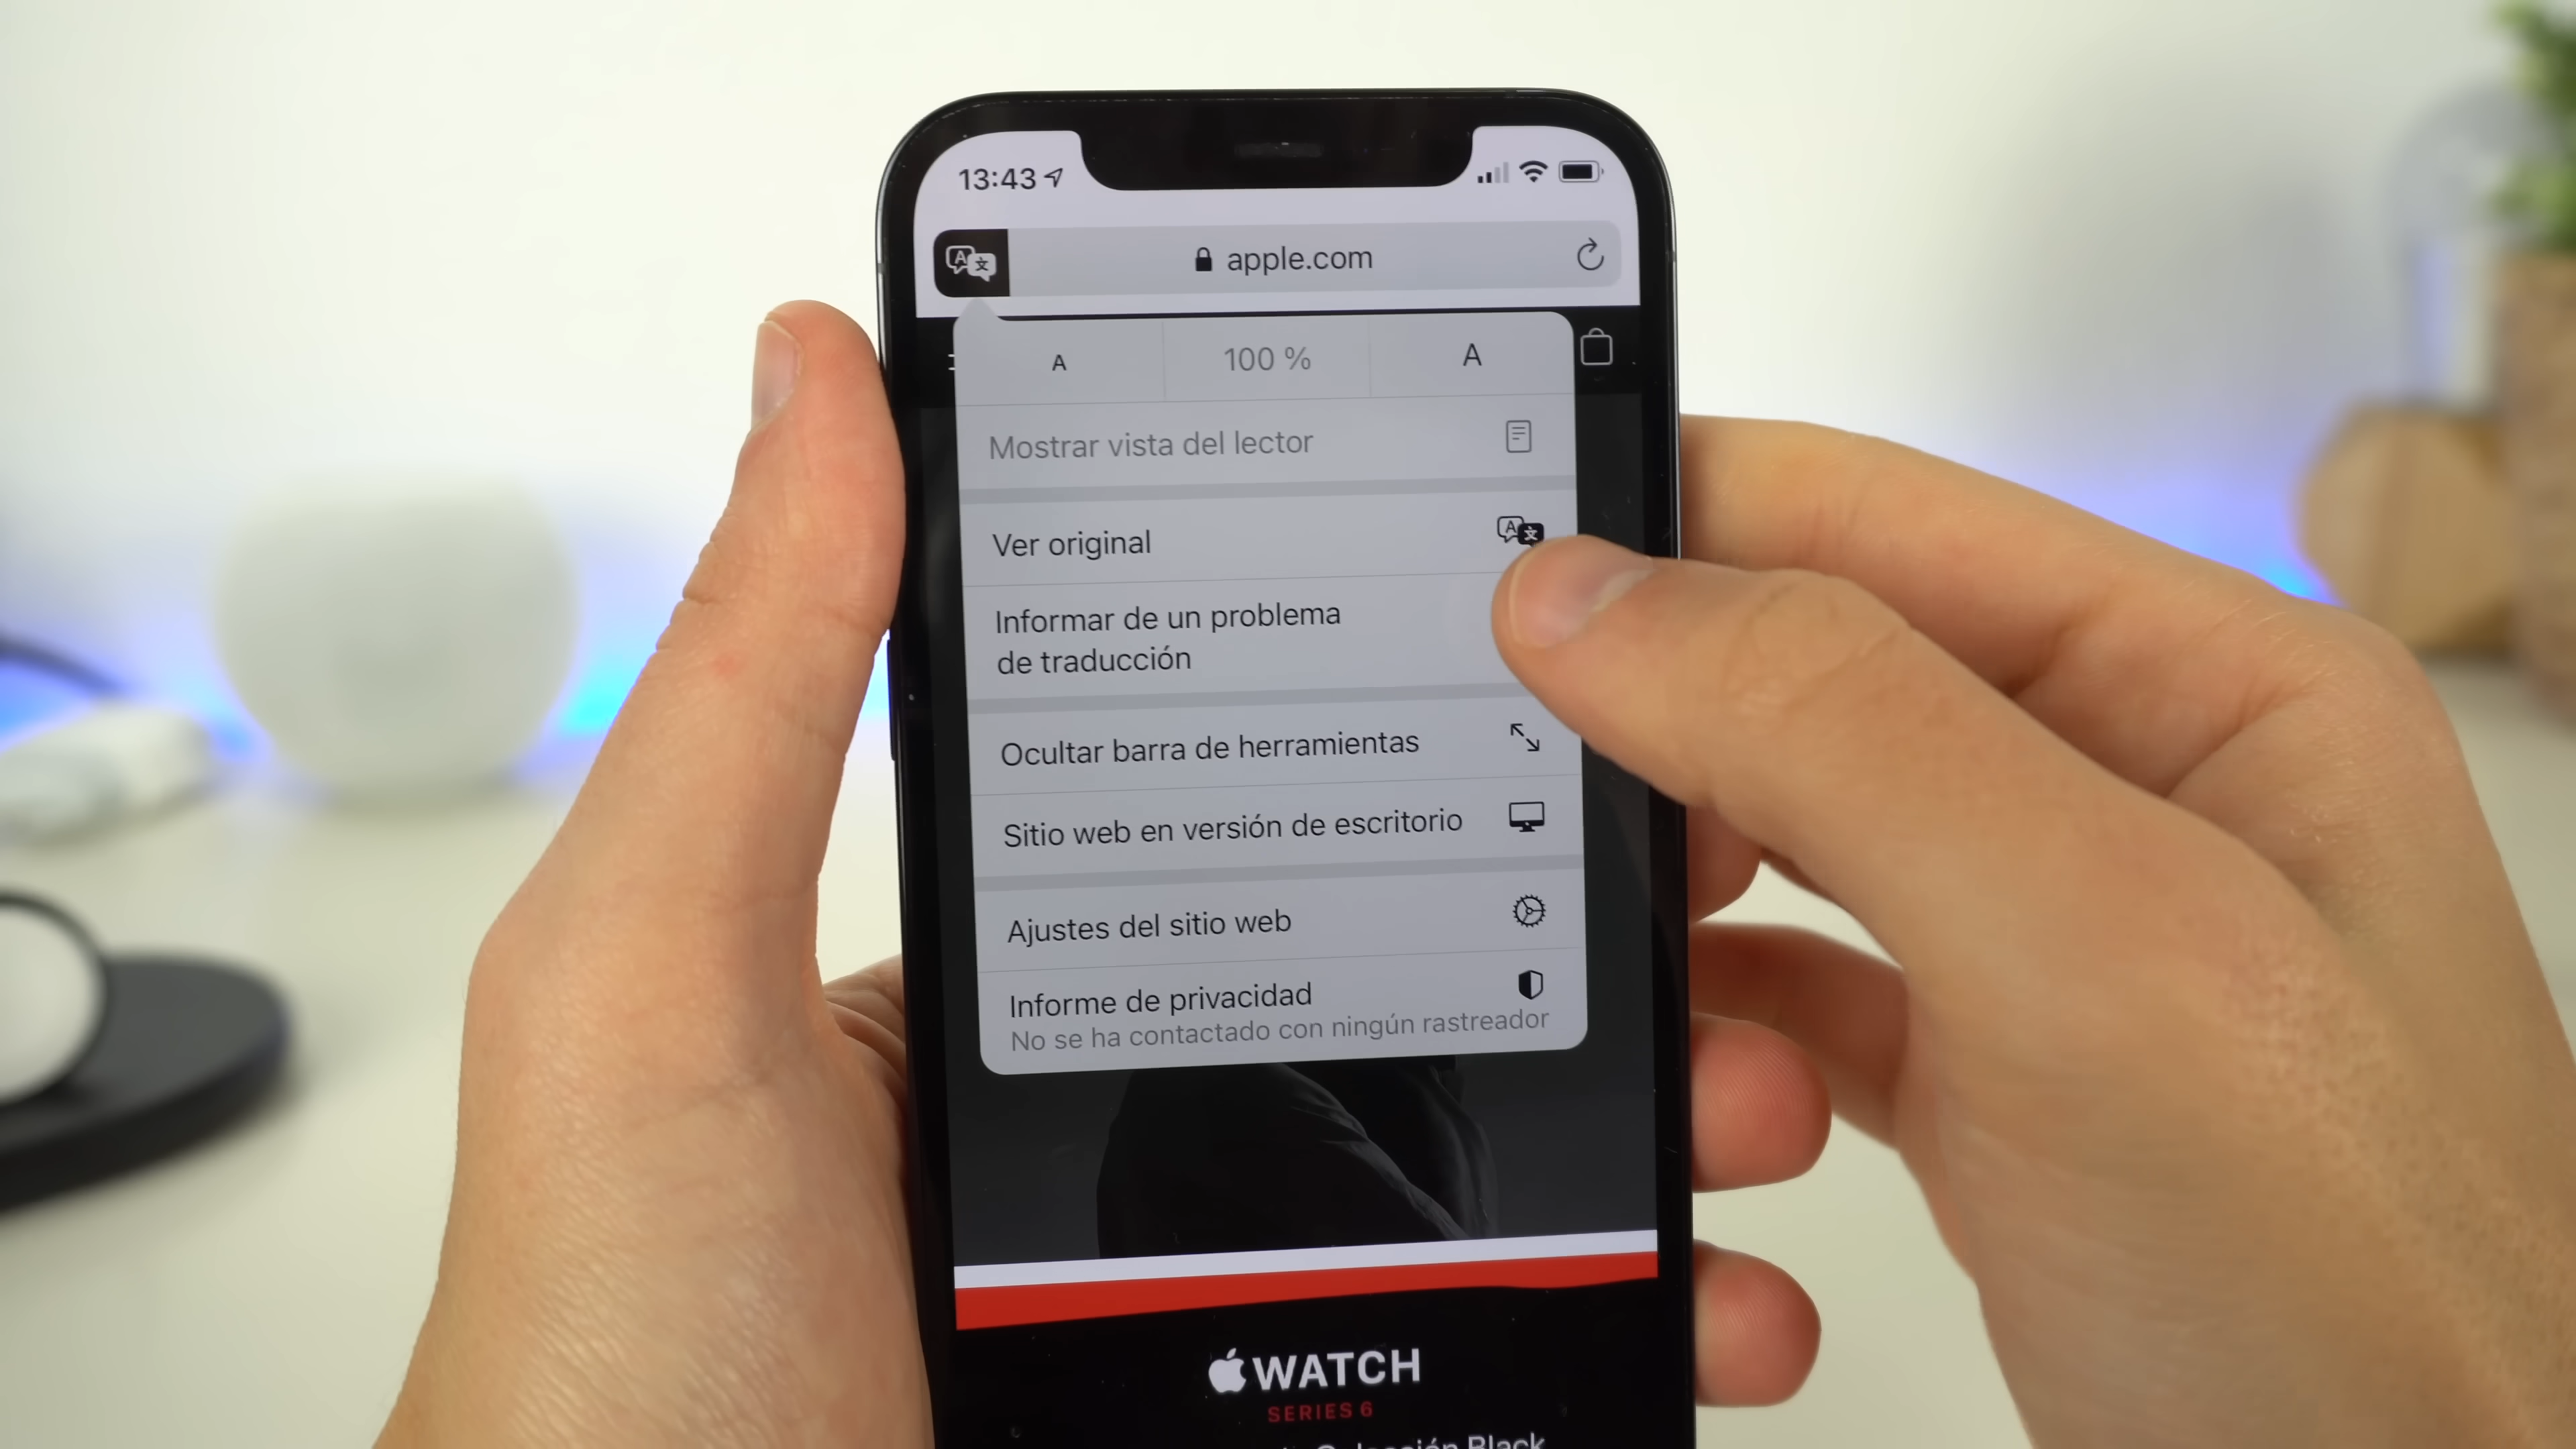 13:43
apple.com
A 100 % A
Mostrar vista del lector
Ver original
Informar de un problema
de traducción
Ocultar barra de herramientas
Sitio web en versión de escritorio
Ajustes del sitio web
Informe de privacidad
No se ha contactado con ningún rastreador
WATCH
SERIES 6
Colección Black